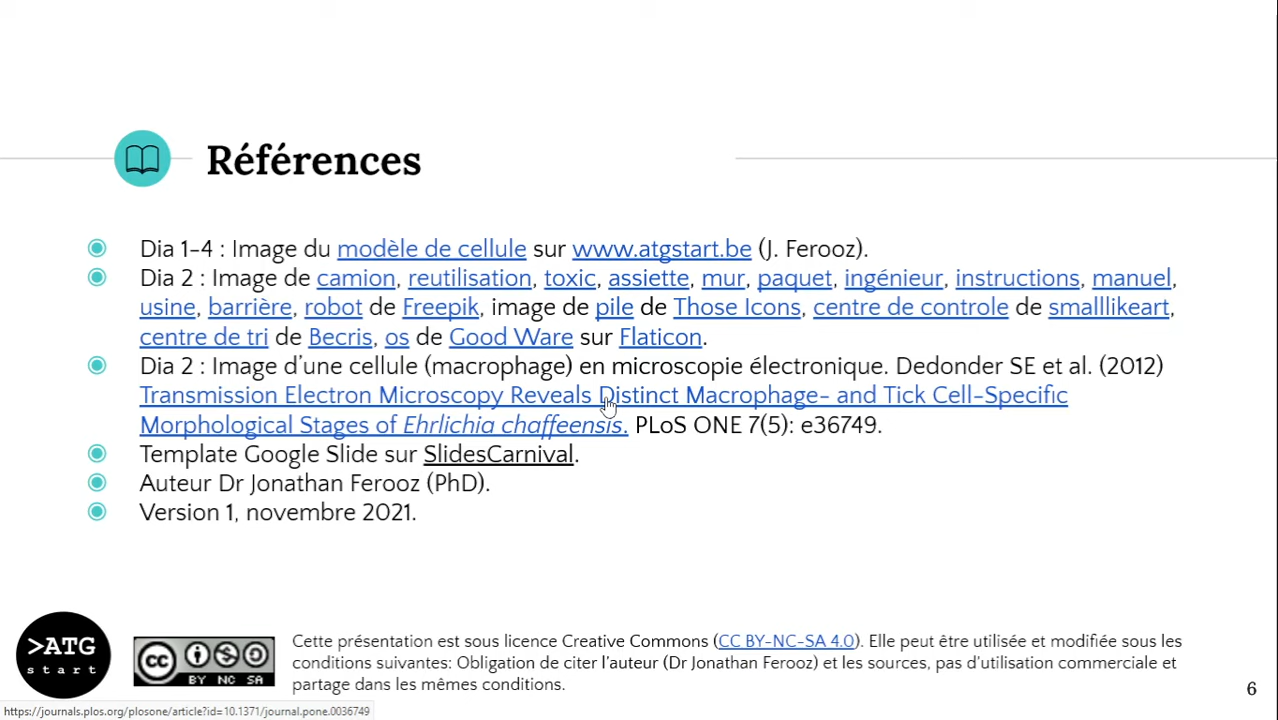 Références
Dia 1-4 : Image du modèle de cellule sur www.atgstart.be (J. Ferooz).
Dia 2 : Image de camion, reutilisation, toxic, assiette, mur, paquet, ingénieur, instructions, manuel,
usine, barrière, robot de Freepik, image de pile de Those Icons, centre de controle de smalllikeart,
centre de tri de Becris, os de Good Ware sur Flaticon.
Dia 2 : Image d'une cellule (macrophage) en microscopie électronique. Dedonder SE et al. (2012)
Transmission Electron Microscopy Reveals Distinct Macrophage- and Tick Cell-Specific
Morphological Stages of Ehrlichia chaffeensis. PLoS ONE 7(5): e36749.
Template Google Slide sur SlidesCarnival.
Auteur Dr Jonathan Ferooz (PhD).
Version 1, novembre 2021.
>ATG
start
cc
BY NC SA
Cette présentation est sous licence Creative Commons (CC BY-NC-SA 4.0). Elle peut être utilisée et modifiée sous les
conditions suivantes: Obligation de citer l'auteur (Dr Jonathan Ferooz) et les sources, pas d'utilisation commerciale et
partage dans les mêmes conditions.
6
https://journals.plos.org/plosone/article?id=10.1371/journal.pone.0036749